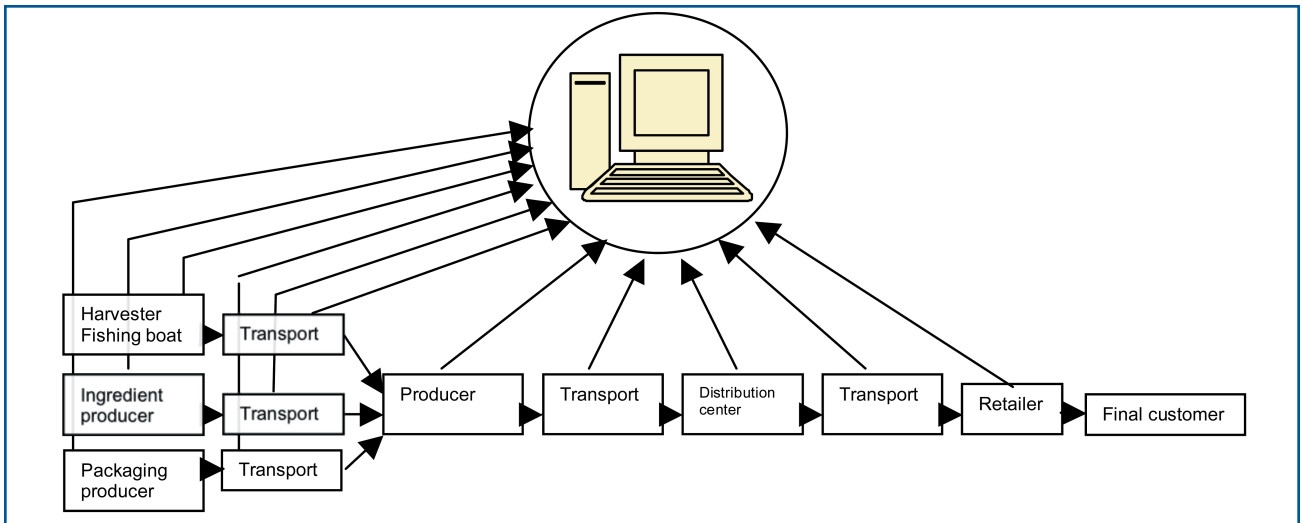 Harvester
Fishing boat
Transport
Ingredient
producer
Transport
Packaging
producer
Transport
Producer
Transport
Distribution
center
Transport
Retailer
Final customer